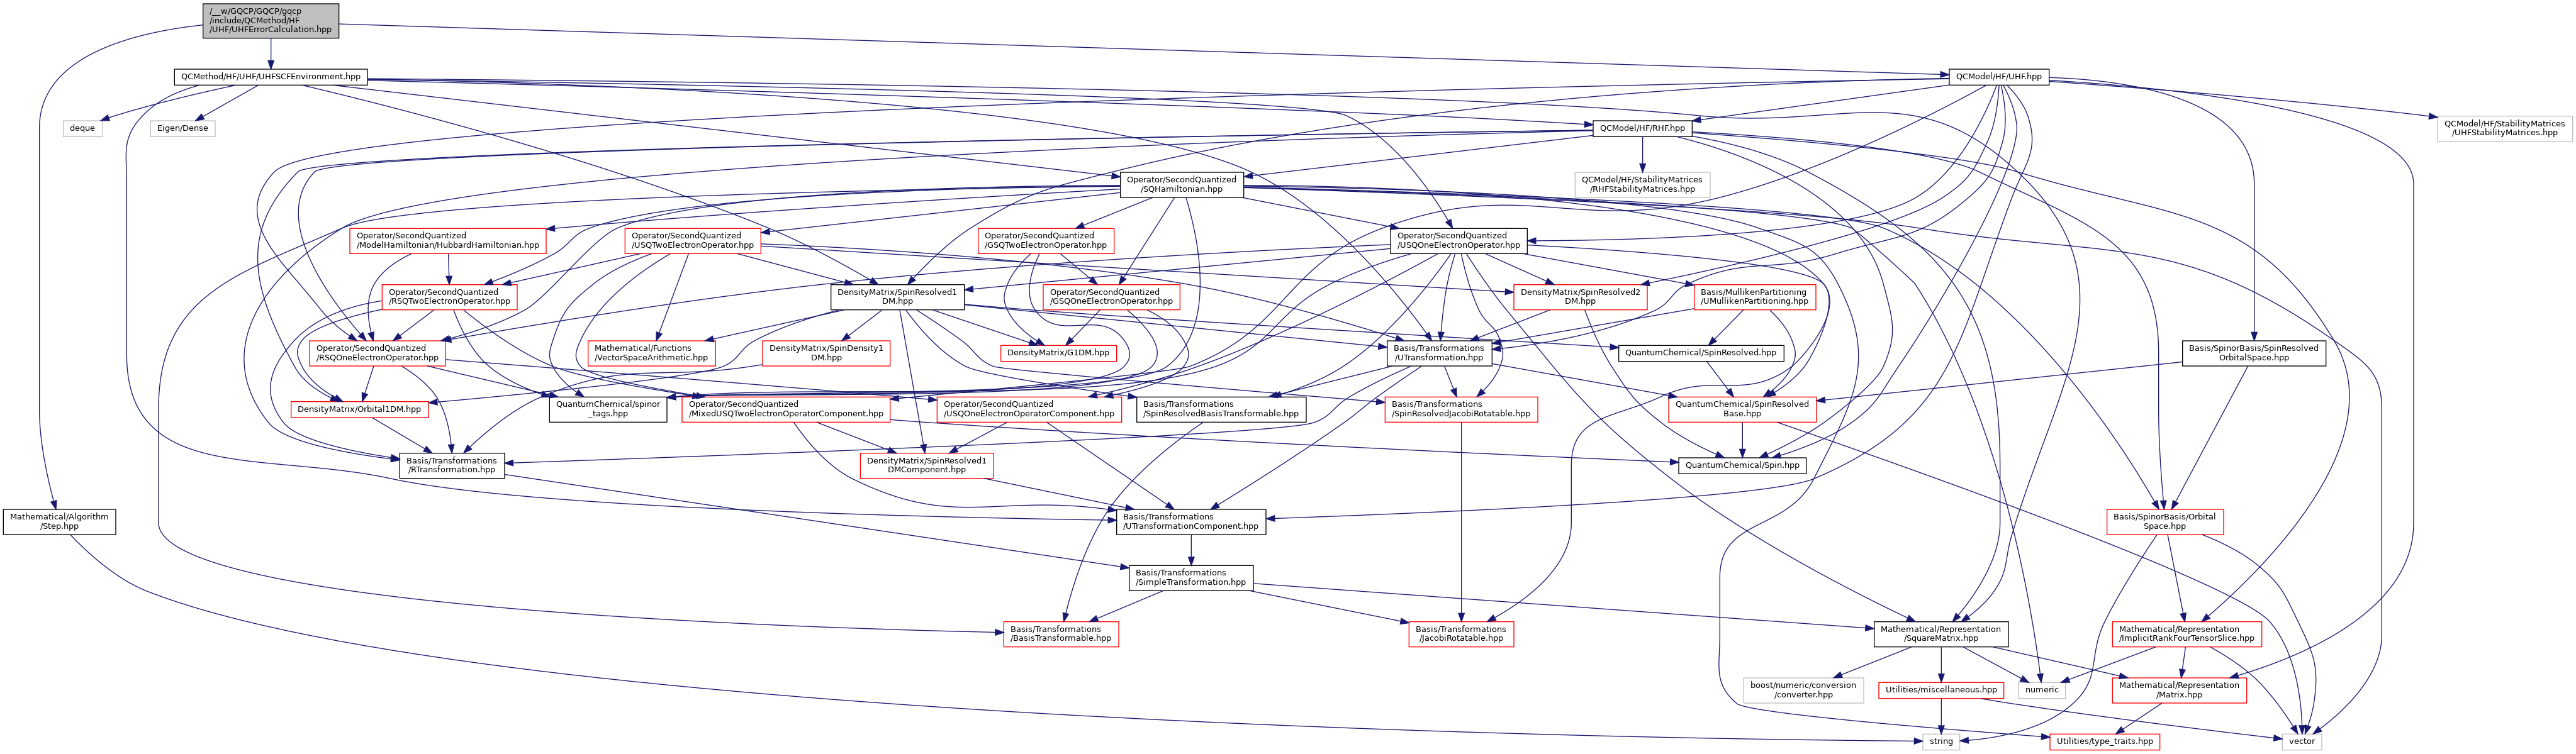 /__w/GQCP/GQCP/gqcp
/include/QCMethod/HF
/UHF/UHFErrorCalculation.hpp
QCMethod/HF/UHF/UHFSCFEnvironment.hpp
QCModel/HF/UHF.hpp
deque
Eigen/Dense
QCModel/HF/RHF.hpp
QCModel/HF/StabilityMatrices
/UHFStabilityMatrices.hpp
Operator/SecondQuantized
/SQHamiltonian.hpp
QCModel/HF/StabilityMatrices
/RHFStabilityMatrices.hpp
Operator/SecondQuantized
/ModelHamiltonian/HubbardHamiltonian.hpp
Operator/SecondQuantized
/USQTwoElectronOperator.hpp
Operator/SecondQuantized
/GSQTwoElectronOperator.hpp
Operator/SecondQuantized
/USQOneElectronOperator.hpp
Operator/SecondQuantized
/RSQTwoElectronOperator.hpp
DensityMatrix/SpinResolved1
DM.hpp
Operator/SecondQuantized
/GSQOneElectronOperator.hpp
DensityMatrix/SpinResolved2
DM.hpp
Basis/MullikenPartitioning
/UMullikenPartitioning.hpp
Operator/SecondQuantized
/RSQOneElectronOperator.hpp
Mathematical/Functions
/VectorSpaceArithmetic.hpp
DensityMatrix/SpinDensity1
DM.hpp
DensityMatrix/G1DM.hpp
Basis/Transformations
/UTransformation.hpp
QuantumChemical/SpinResolved.hpp
Basis/SpinorBasis/SpinResolved
OrbitalSpace.hpp
DensityMatrix/Orbital1DM.hpp
QuantumChemical/spinor
_tags.hpp
Operator/SecondQuantized
/MixedUSQTwoElectronOperatorComponent.hpp
Operator/SecondQuantized
/USQOneElectronOperatorComponent.hpp
Basis/Transformations
/SpinResolvedBasisTransformable.hpp
Basis/Transformations
/SpinResolvedJacobiRotatable.hpp
QuantumChemical/SpinResolved
Base.hpp
Basis/Transformations
/RTransformation.hpp
DensityMatrix/SpinResolved1
DMComponent.hpp
QuantumChemical/Spin.hpp
Mathematical/Algorithm
/Step.hpp
Basis/Transformations
/UTransformationComponent.hpp
Basis/SpinorBasis/Orbital
Space.hpp
Basis/Transformations
/SimpleTransformation.hpp
Basis/Transformations
/BasisTransformable.hpp
Basis/Transformations
/JacobiRotatable.hpp
Mathematical/Representation
/SquareMatrix.hpp
Mathematical/Representation
/ImplicitRankFourTensorSlice.hpp
boost/numeric/conversion
/converter.hpp
Utilities/miscellaneous.hpp
numeric
Mathematical/Representation
/Matrix.hpp
string
Utilities/type_traits.hpp
vector